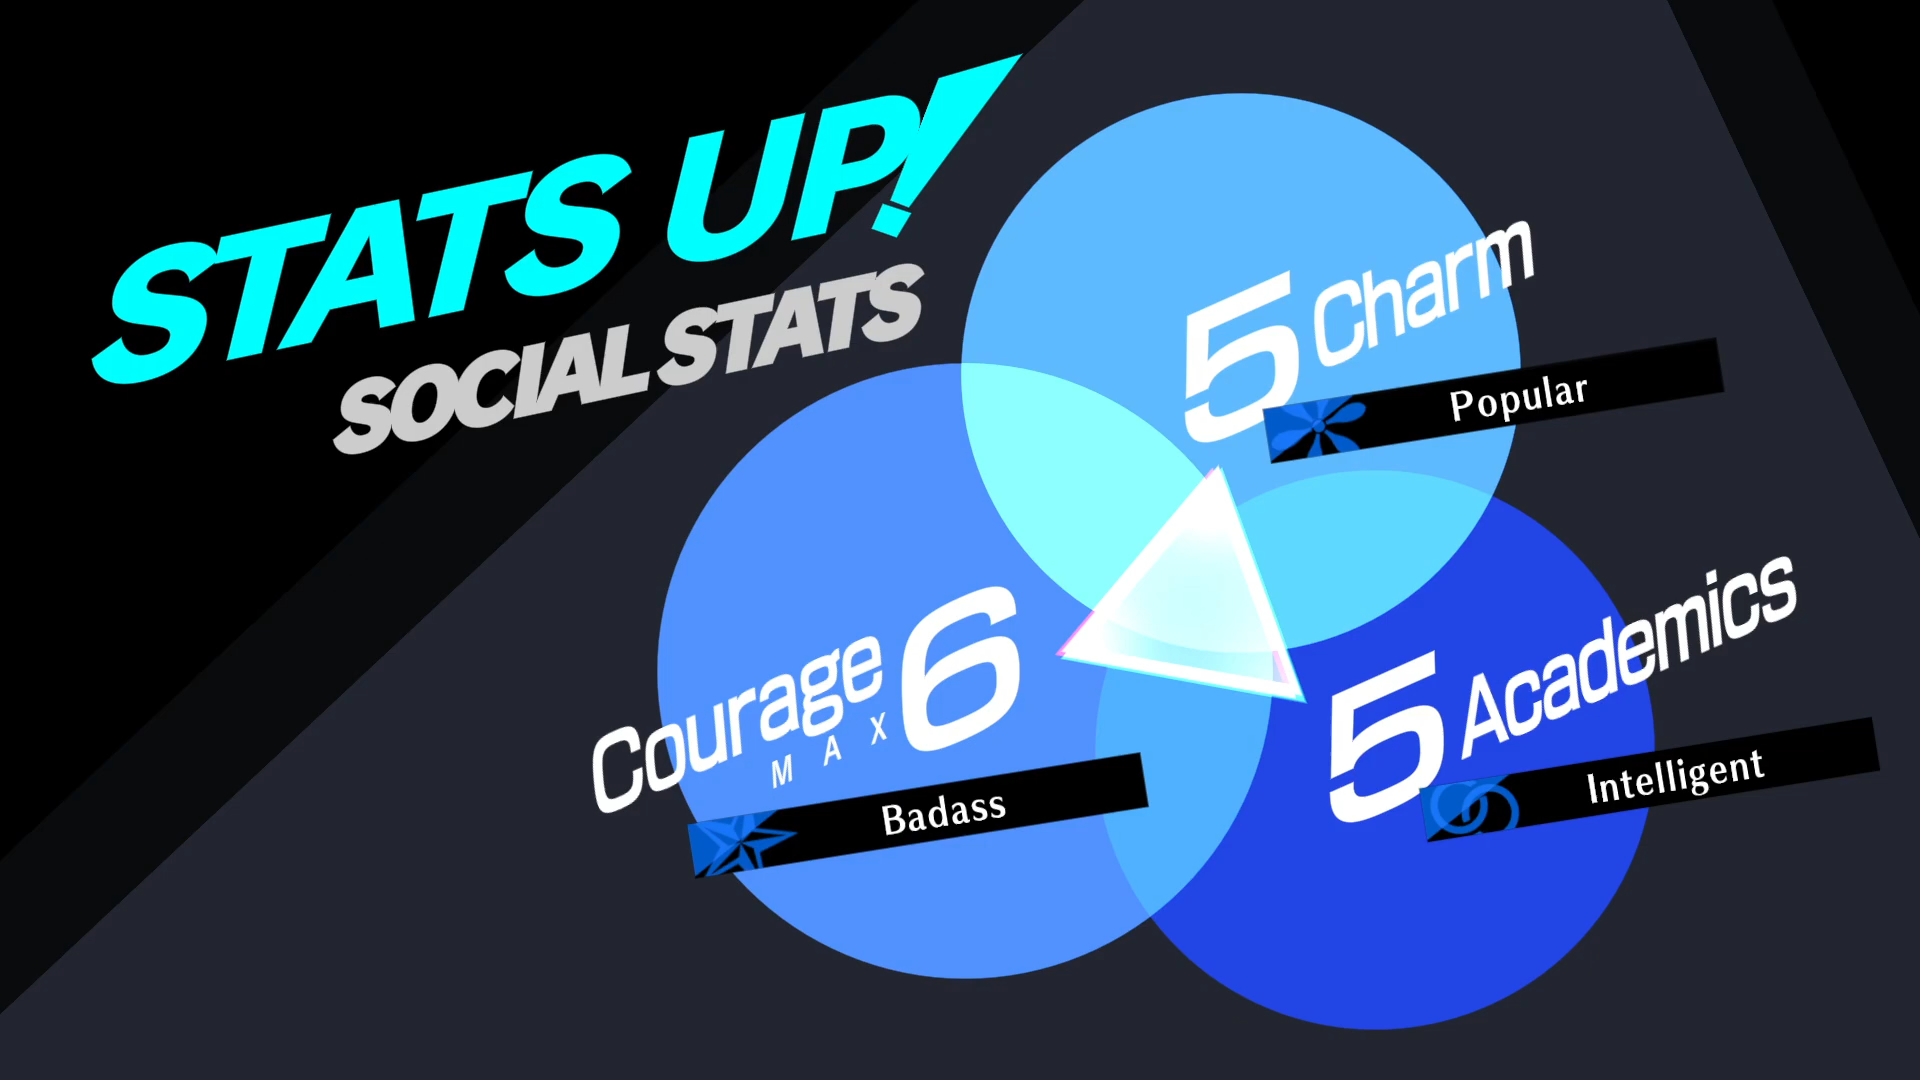 STATS UP!
SOCIAL STATS
5 Charm
Popular
Courage 6
MAX
Badass
5 Academics
Intelligent